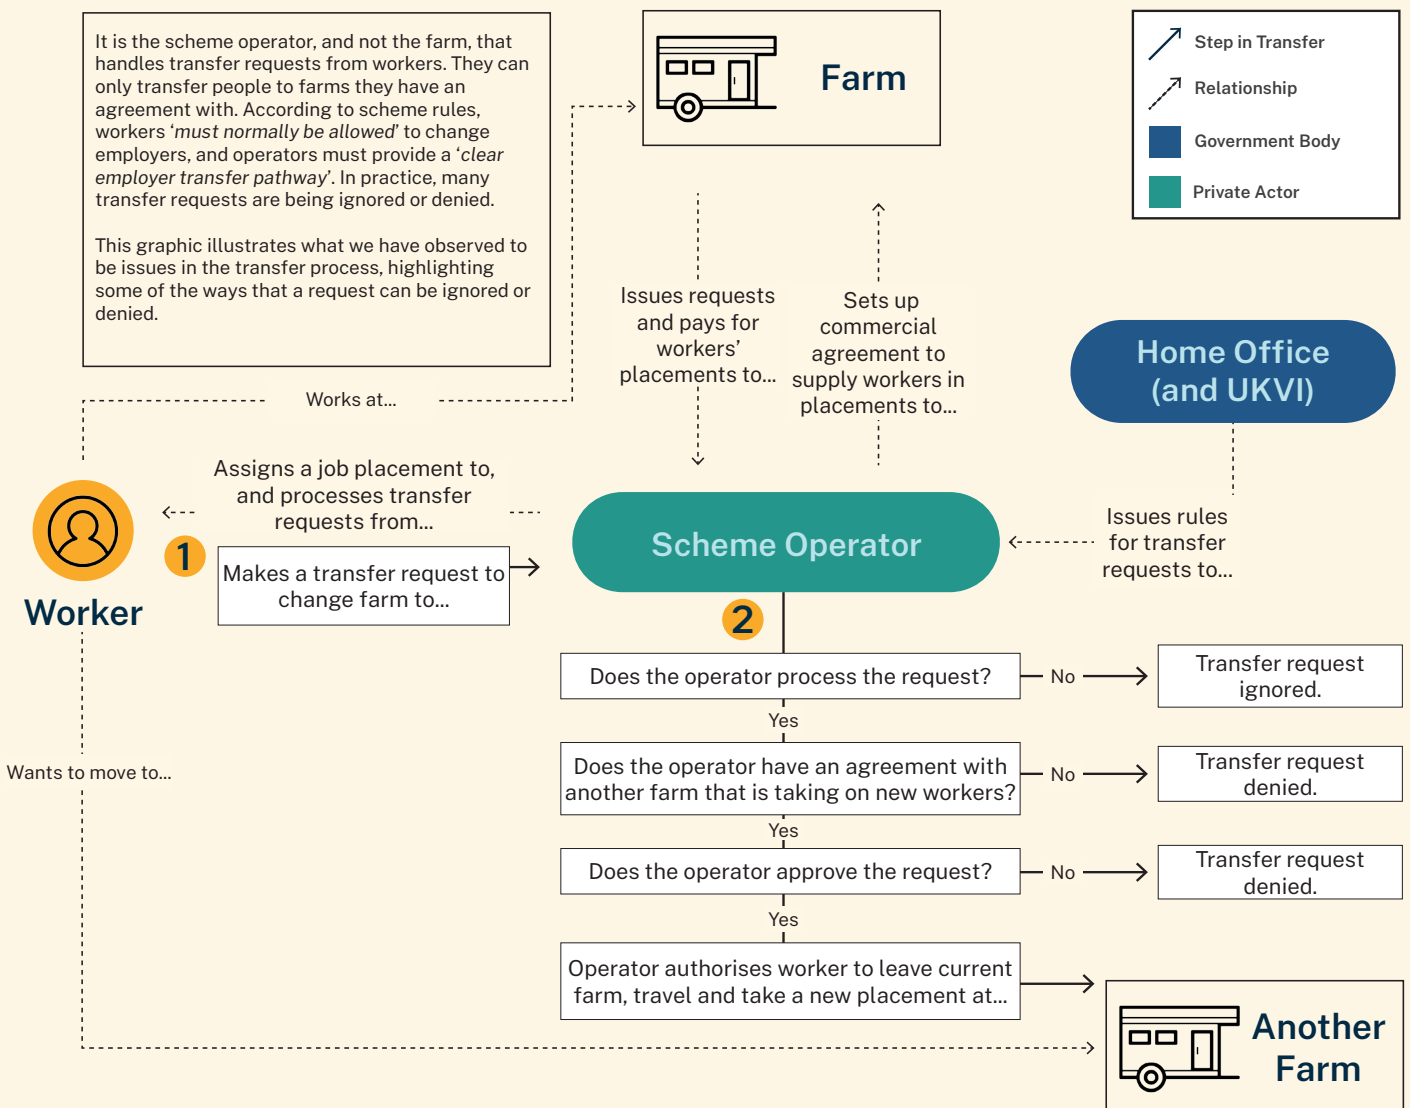 It is the scheme operator, and not the farm, that
handles transfer requests from workers. They can
only transfer people to farms they have an
agreement with. According to scheme rules,
workers ‘must normally be allowed’ to change
employers, and operators must provide a ‘clear
employer transfer pathway’. In practice, many
transfer requests are being ignored or denied.
This graphic illustrates what we have observed to
be issues in the transfer process, highlighting
some of the ways that a request can be ignored or
denied.
Farm
Step in Transfer
Relationship
Government Body
Private Actor
Issues requests
and pays for
workers’
placements to...
Sets up
commercial
agreement to
supply workers in
placements to...
Home Office
(and UKVI)
Works at...
Assigns a job placement to,
and processes transfer
requests from...
1
Makes a transfer request to
change farm to...
Worker
Scheme Operator
Issues rules
for transfer
requests to...
2
Does the operator process the request?
No
Transfer request
ignored.
Yes
Wants to move to...
Does the operator have an agreement with
another farm that is taking on new workers?
No
Transfer request
denied.
Yes
Does the operator approve the request?
No
Transfer request
denied.
Yes
Operator authorises worker to leave current
farm, travel and take a new placement at...
Another
Farm